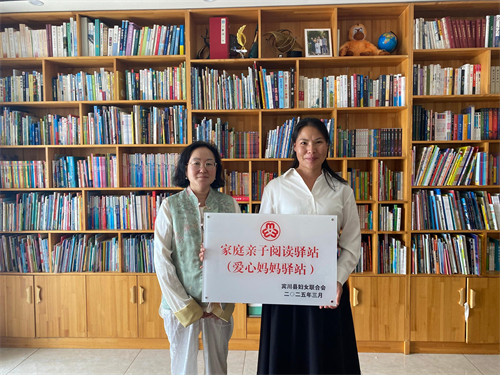 家庭亲子阅读驿站
（爱心妈妈驿站）
宾川县妇女联合会
二〇二五年三月